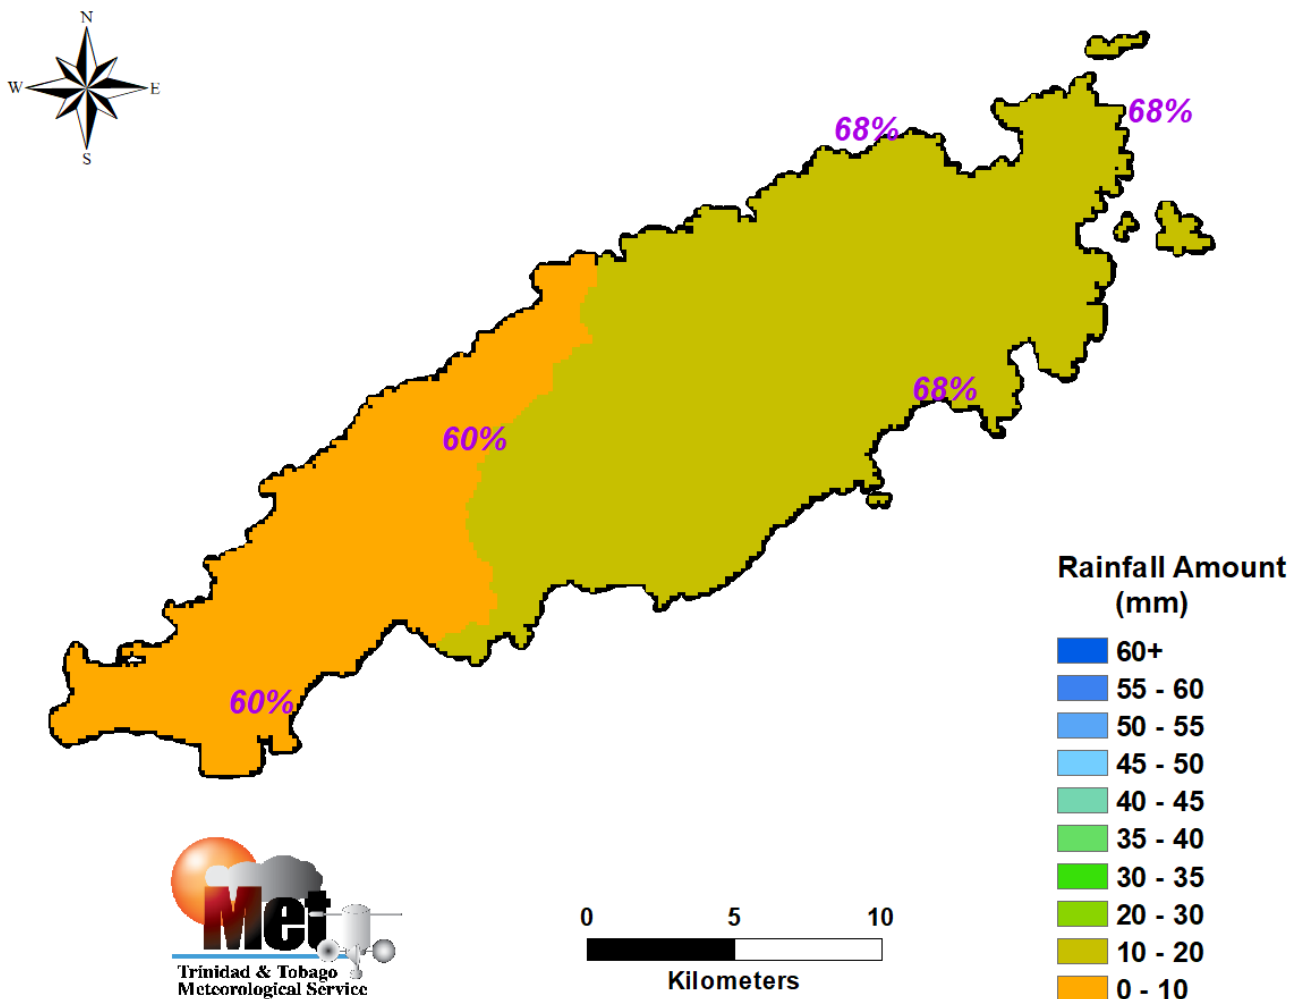 N
W
E
S
68%
68%
68%
60%
60%
Rainfall Amount
(mm)
60+
55 - 60
50 - 55
45 - 50
40 - 45
35 - 40
30 - 35
20 - 30
10 - 20
0 - 10
Met
Trinidad & Tobago
Meteorological Service
0 5 10
Kilometers